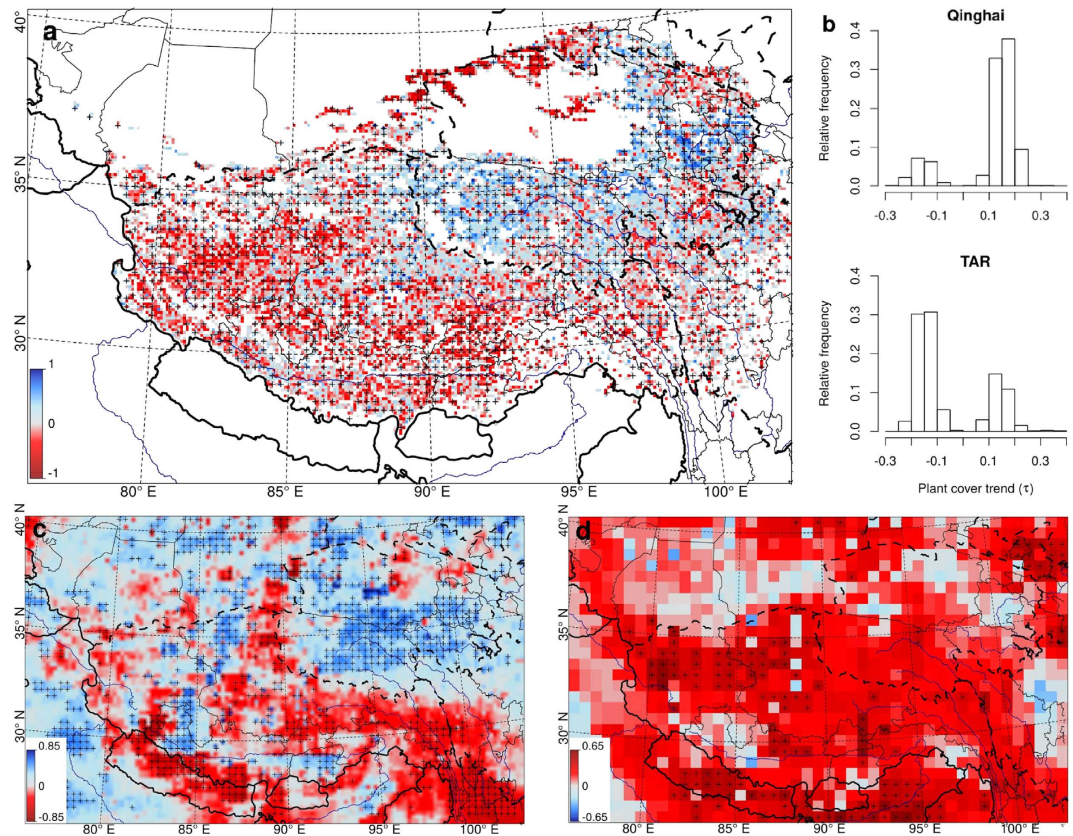 a
40° N
35° N
30° N
1
0
-1
80° E
85° E
90° E
95° E
100° E
b
Qinghai
Relative frequency
0.4
0.3
0.2
0.1
0.0
-0.3
-0.1
0.1
0.3
TAR
Relative frequency
0.4
0.3
0.2
0.1
0.0
-0.3
-0.1
0.1
0.3
Plant cover trend (τ)
c
40° N
35° N
30° N
0.85
0
-0.85
80° E
85° E
90° E
95° E
100° E
d
40° N
35° N
30° N
0.65
0
-0.65
80° E
85° E
90° E
95° E
100° E